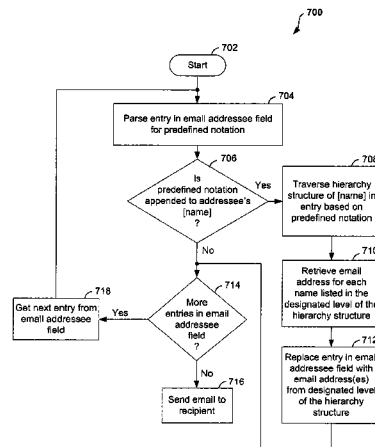 700
702
Start
704
Parse entry in email addressee field
for predefined notation
706
Is
predefined notation
appended to addressee's
[name]
?
Yes
No
708
Traverse hierarchy
structure of [name] in
entry based on
predefined notation
710
Retrieve email
address for each
name listed in the
designated level of the
hierarchy structure
712
Replace entry in email
addressee field with
email address(es)
from designated level
of the hierarchy
structure
714
More
entries in email
addressee field
?
Yes
No
718
Get next entry from
email addressee
field
716
Send email to
recipient